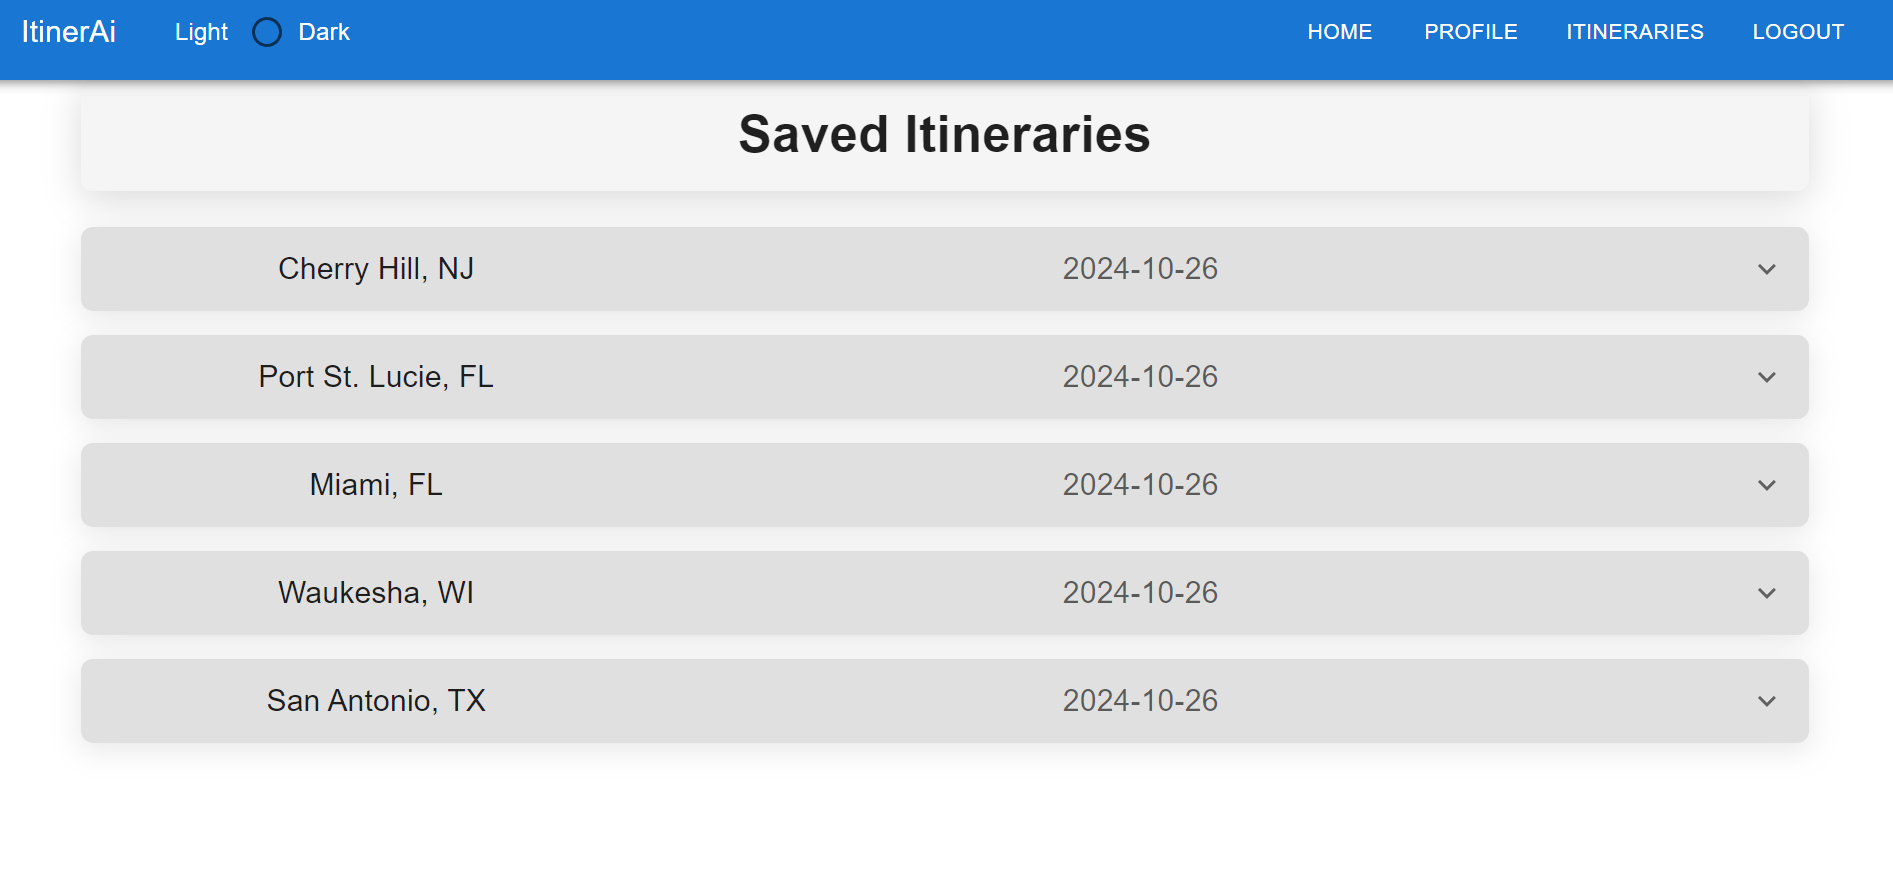 ItinerAi Light Dark HOME PROFILE ITINERARIES LOGOUT
Saved Itineraries
Cherry Hill, NJ 2024-10-26
Port St. Lucie, FL 2024-10-26
Miami, FL 2024-10-26
Waukesha, WI 2024-10-26
San Antonio, TX 2024-10-26